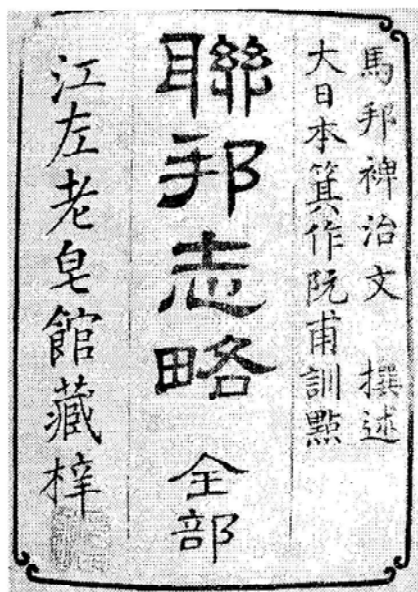 馬邦裨治文 撰述
大日本箕作阮甫訓點
聯邦志略 全部
江左老皂館藏梓